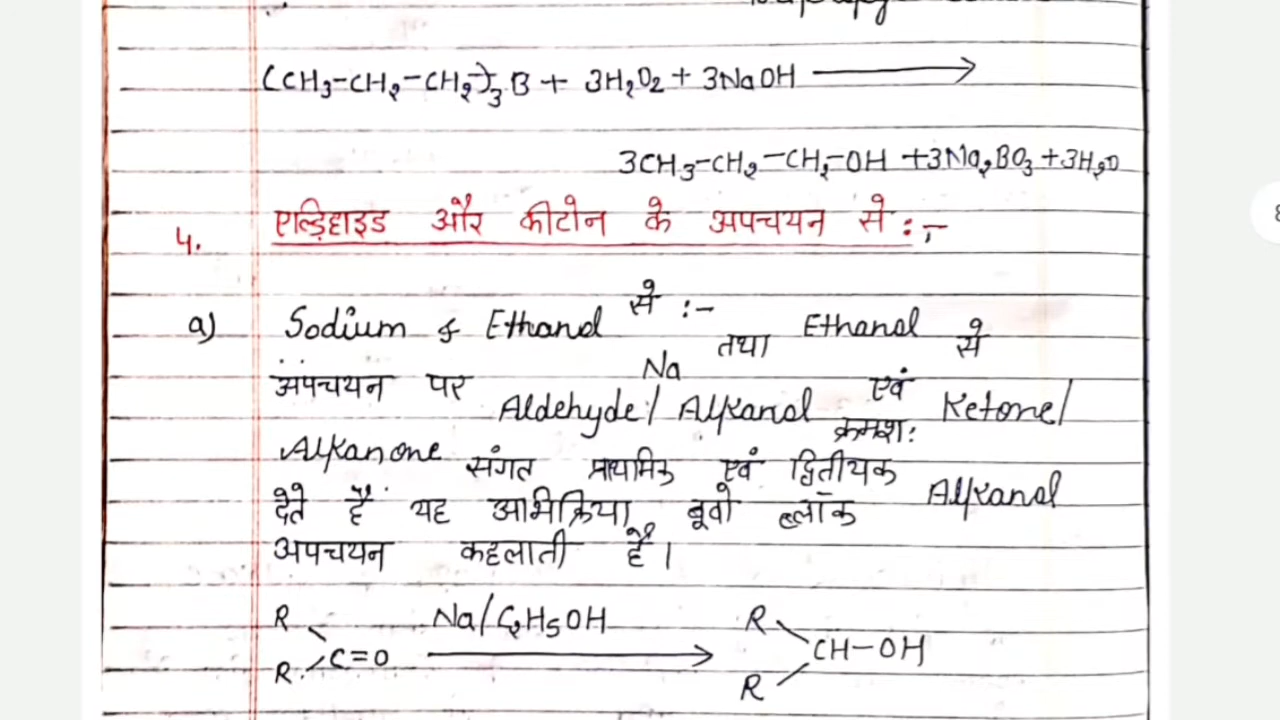 (CH₃-CH₂-CH₂)₃B + 3H₂O₂ + 3NaOH ⟶
3CH₃-CH₂-CH₂-OH + 3Na₂BO₃ + 3H₂O
4. एल्डिहाइड और कीटोन के अपचयन से :-
a) Sodium & Ethanol से :-
अपचयन पर Na तथा Ethanol से
Aldehyde/ Alkanal एवं Ketone/
Alkanone संगत प्राथमिक एवं द्वितीयक क्रमशः
देते हैं यह अभिक्रिया बूवो ब्लॉक Alkanol
अपचयन कहलाती है।
R Na/C₂H₅OH R
C=O ⟶ CH-OH
R R